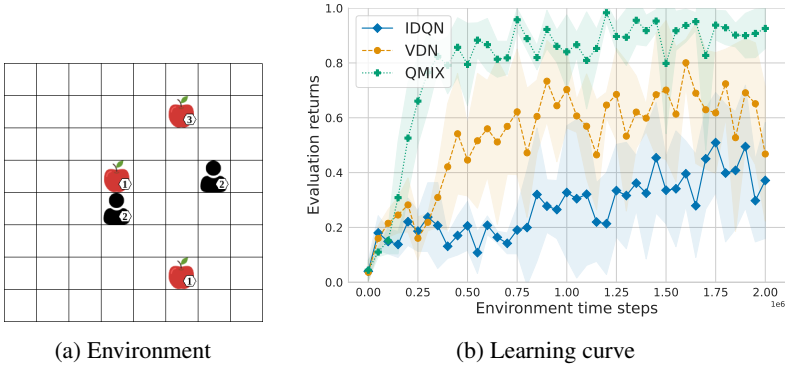 3
1
2
2
1
(a) Environment
IDQN
VDN
QMIX
Evaluation returns
1.0
0.8
0.6
0.4
0.2
0.0
0.00 0.25 0.50 0.75 1.00 1.25 1.50 1.75 2.00
1e6
Environment time steps
(b) Learning curve